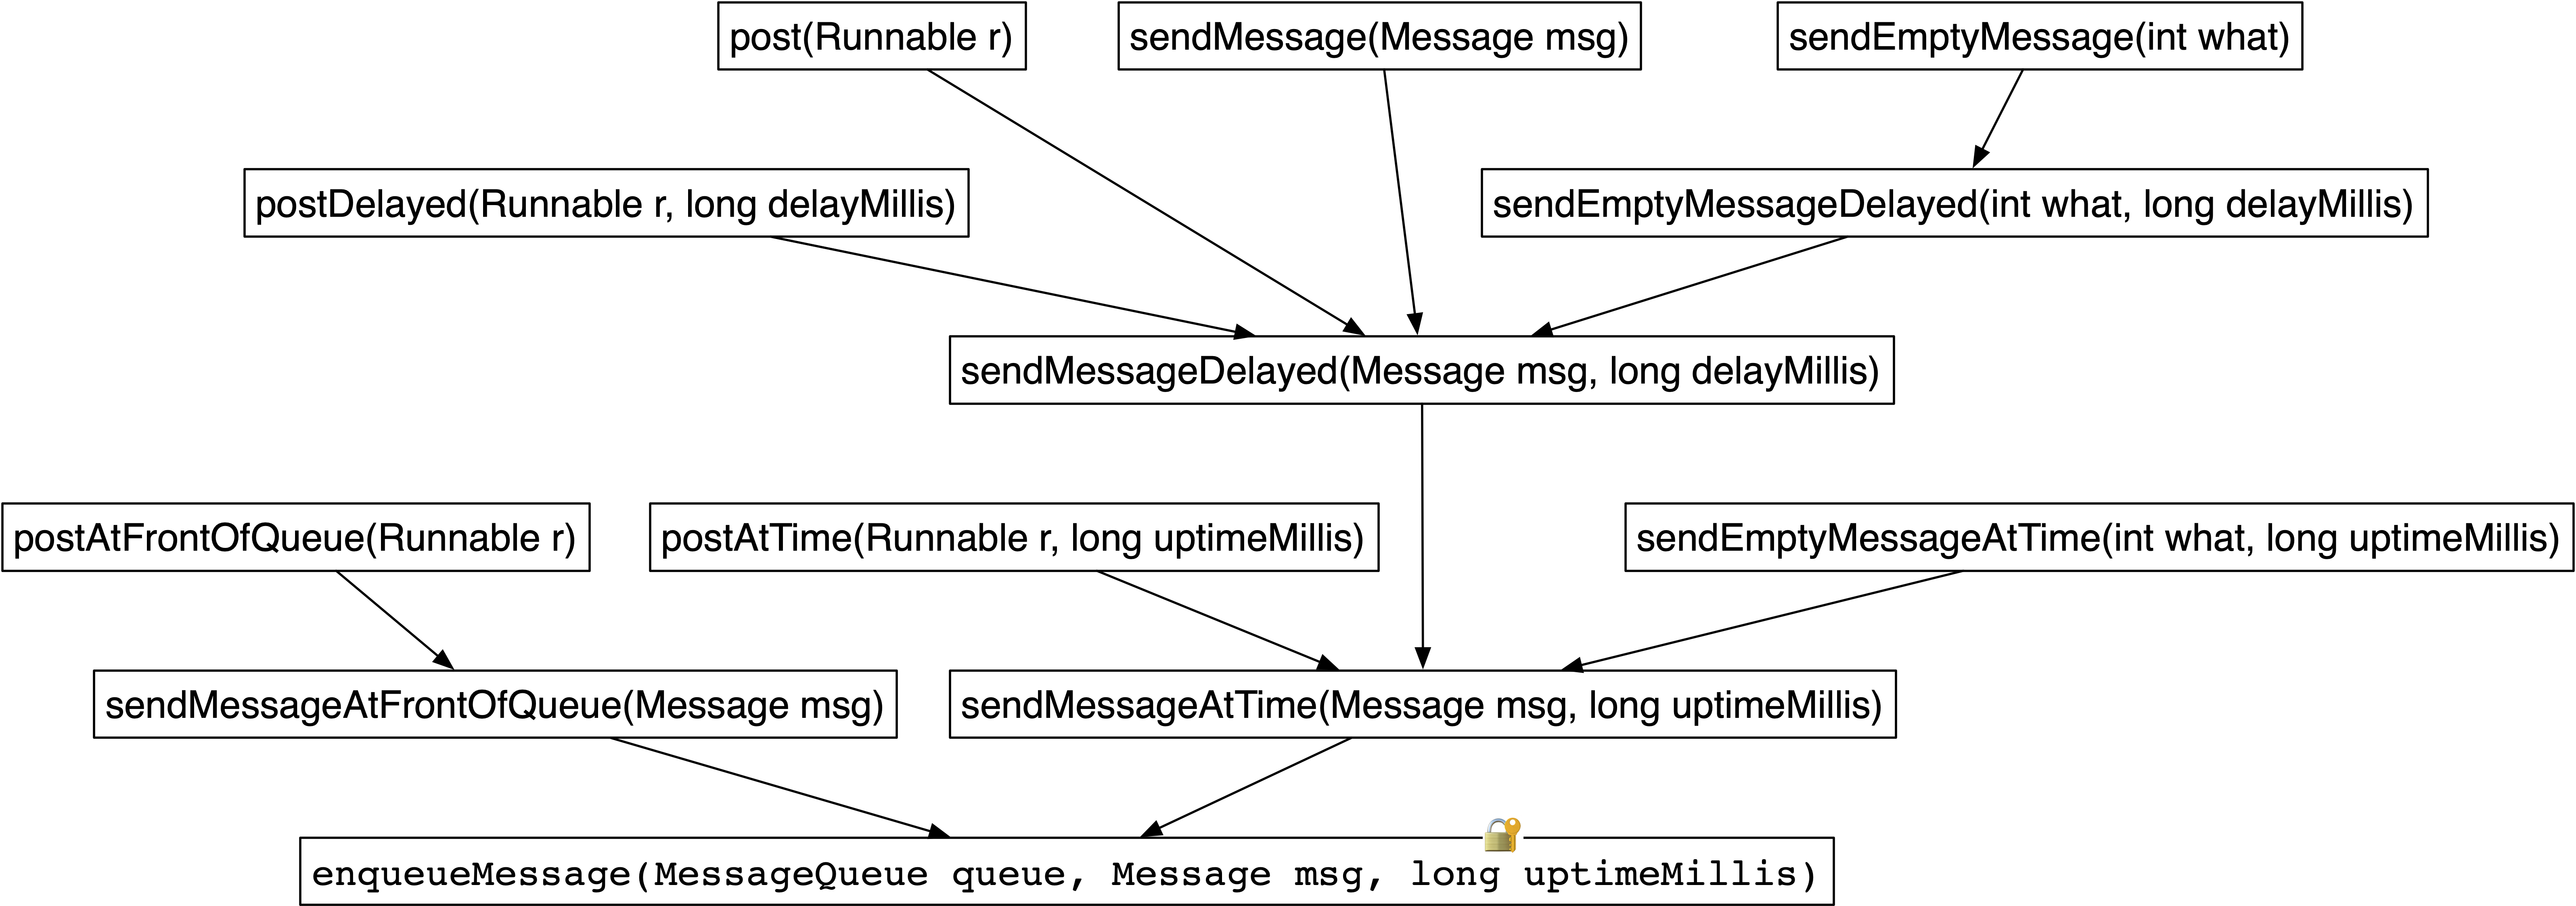 post(Runnable r)
sendMessage(Message msg)
sendEmptyMessage(int what)
postDelayed(Runnable r, long delayMillis)
sendEmptyMessageDelayed(int what, long delayMillis)
sendMessageDelayed(Message msg, long delayMillis)
postAtFrontOfQueue(Runnable r)
postAtTime(Runnable r, long uptimeMillis)
sendEmptyMessageAtTime(int what, long uptimeMillis)
sendMessageAtFrontOfQueue(Message msg)
sendMessageAtTime(Message msg, long uptimeMillis)
enqueueMessage(MessageQueue queue, Message msg, long uptimeMillis)